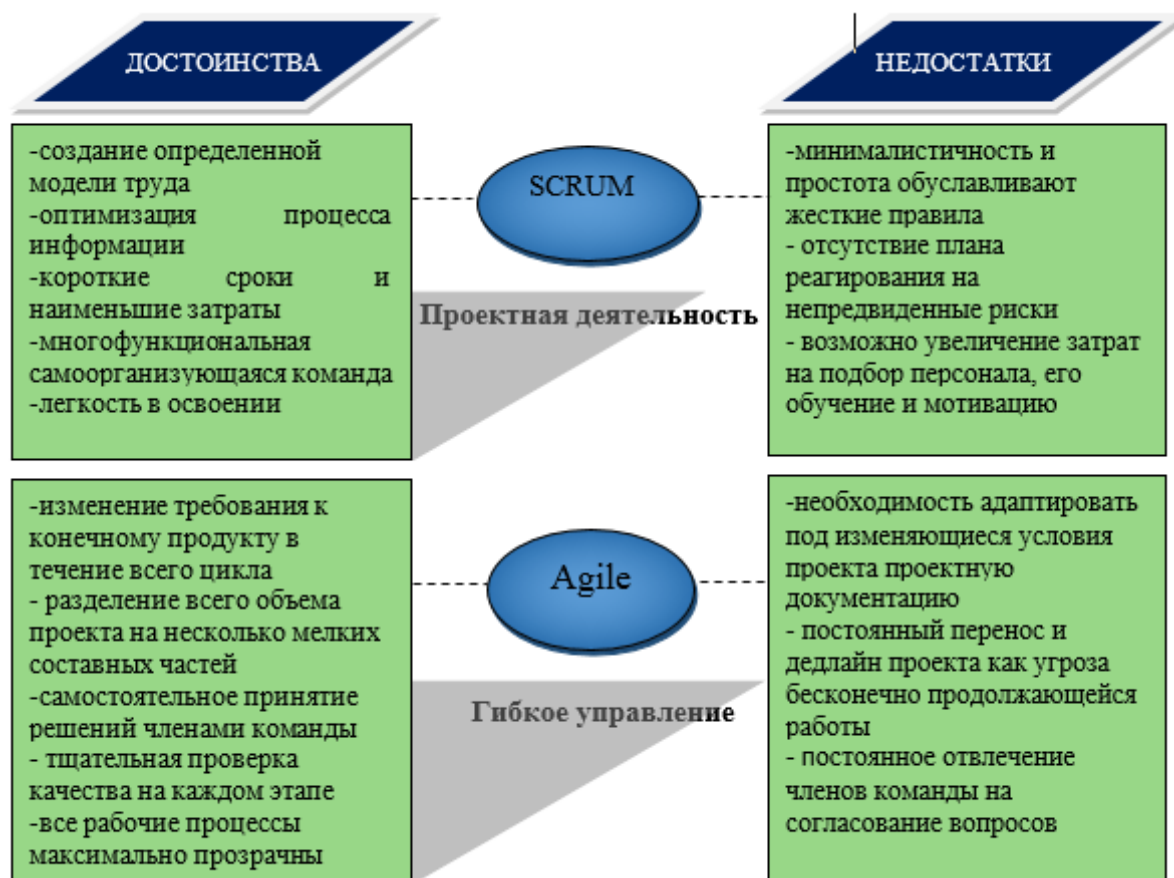 ДОСТОИНСТВА
НЕДОСТАТКИ
-создание определенной
модели труда
-оптимизация процесса
информации
-короткие сроки и
наименьшие затраты
-многофункциональная
самоорганизующаяся команда
-легкость в освоении
SCRUM
Проектная деятельность
-минималистичность и
простота обуславливают
жесткие правила
- отсутствие плана
реагирования на
непредвиденные риски
- возможно увеличение затрат
на подбор персонала, его
обучение и мотивацию
-изменение требования к
конечному продукту в
течение всего цикла
- разделение всего объема
проекта на несколько мелких
составных частей
-самостоятельное принятие
решений членами команды
- тщательная проверка
качества на каждом этапе
-все рабочие процессы
максимально прозрачны
Agile
Гибкое управление
-необходимость адаптировать
под изменяющиеся условия
проекта проектную
документацию
- постоянный перенос и
дедлайн проекта как угроза
бесконечно продолжающейся
работы
- постоянное отвлечение
членов команды на
согласование вопросов